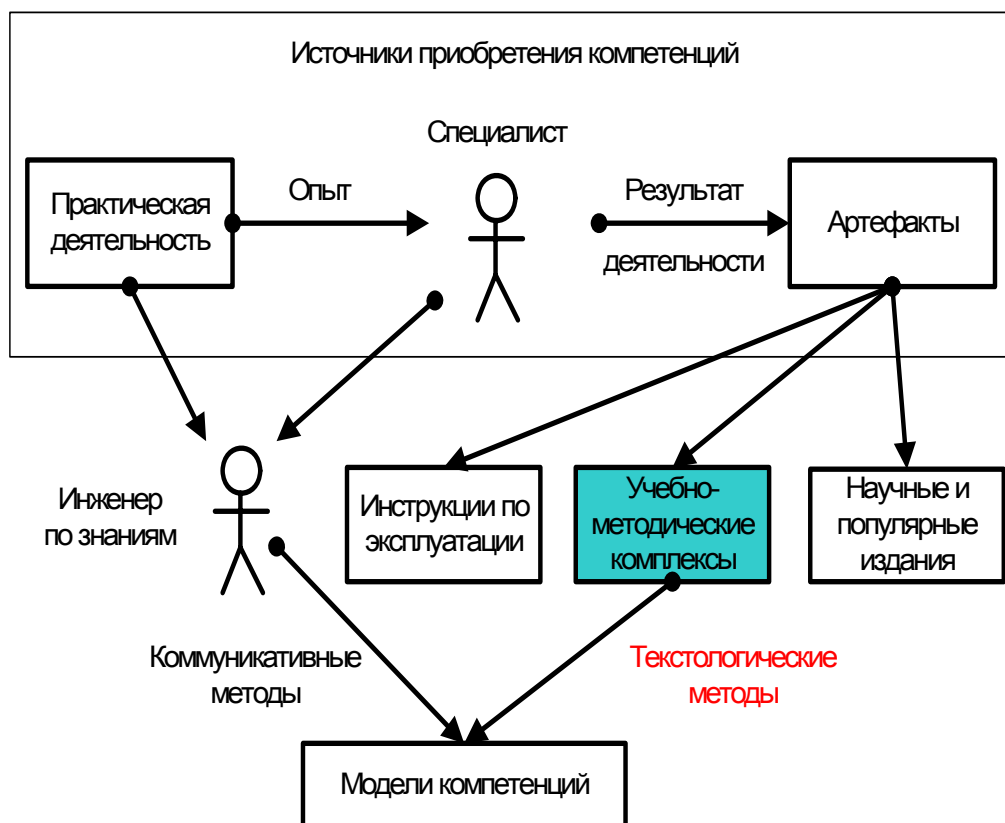 Источники приобретения компетенций
Специалист
Практическая
деятельность
Опыт
Результат
деятельности
Артефакты
Инженер
по знаниям
Инструкции по
эксплуатации
Учебно-
методические
комплексы
Научные и
популярные
издания
Коммуникативные
методы
Текстологические
методы
Модели компетенций